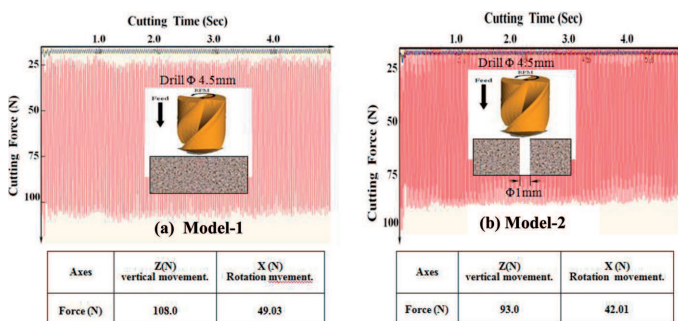 Cutting Time (Sec)
1.0 2.0 3.0 4.0
Cutting Force (N)
25
50
75
100
Drill Φ 4.5mm
RPM
Feed
(a) Model-1
Axes Z(N) vertical movement. X (N) Rotation mvement.
Force (N) 108.0 49.03
Cutting Time (Sec)
1.0 2.0 3.0 4.0
Cutting Force (N)
25
50
75
100
Drill Φ 4.5mm
RPM
Feed
Φ1mm
(b) Model-2
Axes Z(N) vertical movement. X (N) Rotation movement.
Force (N) 93.0 42.01